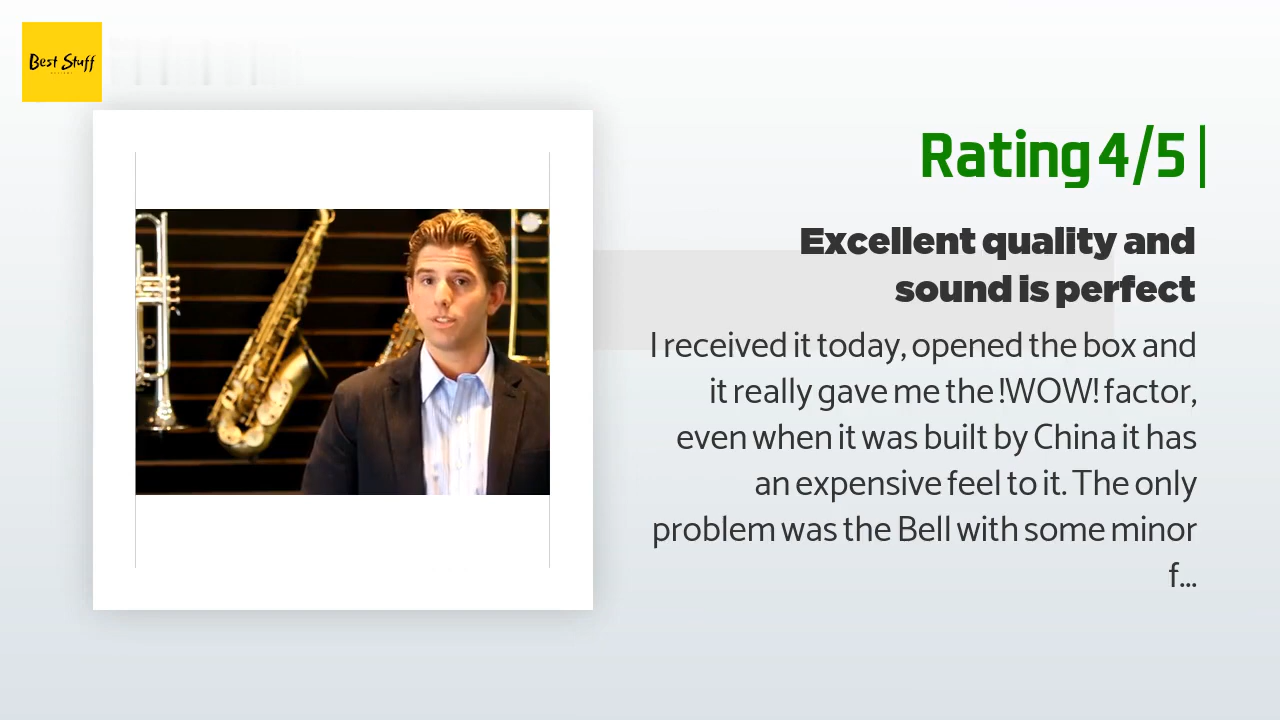 Best Stuff
Rating 4/5
Excellent quality and
sound is perfect
I received it today, opened the box and
it really gave me the !WOW! factor,
even when it was built by China it has
an expensive feel to it. The only
problem was the Bell with some minor
f...